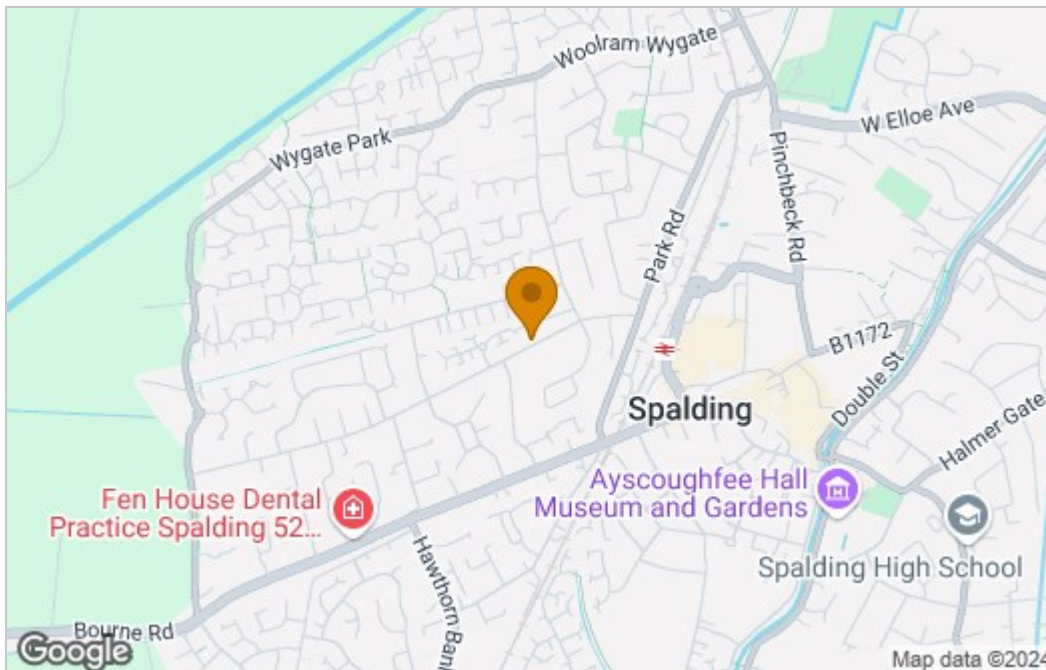 Woolram Wygate
W Elloe Ave
Wygate Park
Pinchbeck Rd
Park Rd
B1172
Double St
Spalding
Halmer Gate
Ayscoughfee Hall
Museum and Gardens
Fen House Dental
Practice Spalding 52...
Spalding High School
Hawthorn Bank
Bourne Rd
Google
Map data ©2024